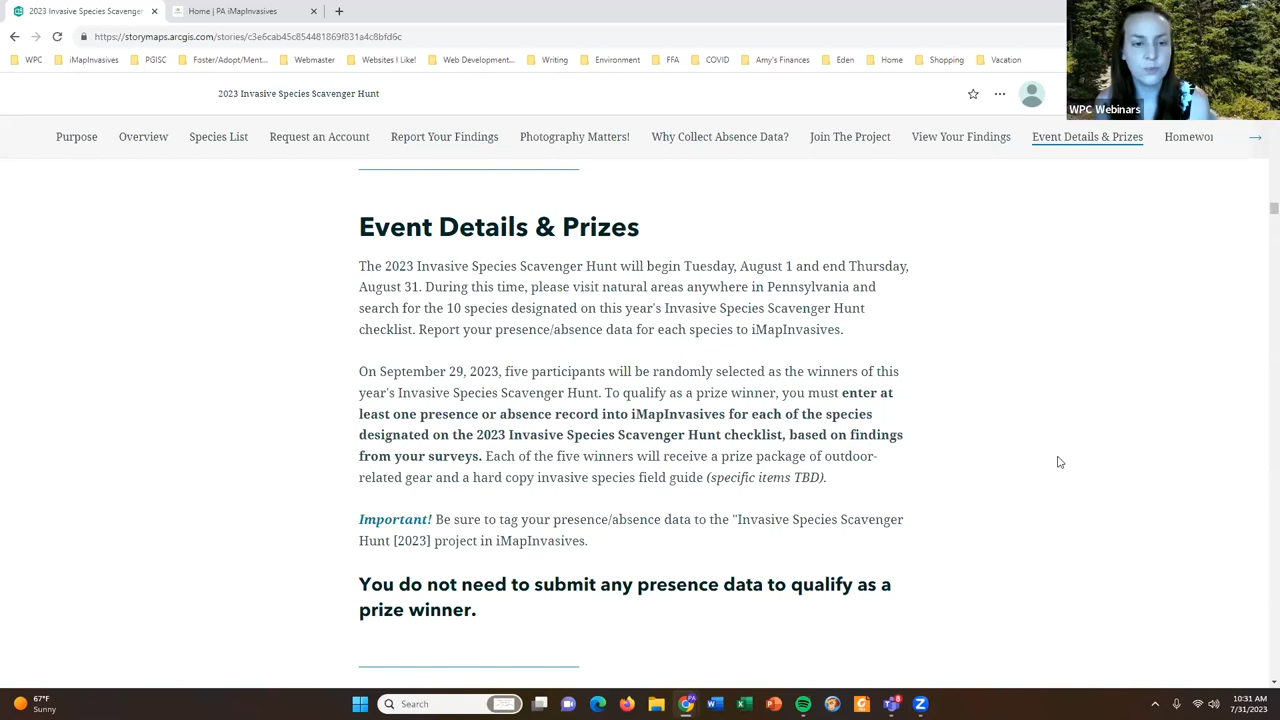 2023 Invasive Species Scavenger
Home | PA iMapInvasives
https://storymaps.arcgis.com/stories/c3e6cab45c854481869f831a4c8bfd6c
WPC
iMapInvasives
PGISC
Foster/Adopt/Ment...
Webmaster
Websites I Like!
Web Development...
Writing
Environment
FFA
COVID
Amy's Finances
Eden
Home
Shopping
Vacation
2023 Invasive Species Scavenger Hunt
WPC Webinars
Purpose
Overview
Species List
Request an Account
Report Your Findings
Photography Matters!
Why Collect Absence Data?
Join The Project
View Your Findings
Event Details & Prizes
Homewor
Event Details & Prizes
The 2023 Invasive Species Scavenger Hunt will begin Tuesday, August 1 and end Thursday,
August 31. During this time, please visit natural areas anywhere in Pennsylvania and
search for the 10 species designated on this year's Invasive Species Scavenger Hunt
checklist. Report your presence/absence data for each species to iMapInvasives.
On September 29, 2023, five participants will be randomly selected as the winners of this
year's Invasive Species Scavenger Hunt. To qualify as a prize winner, you must enter at
least one presence or absence record into iMapInvasives for each of the species
designated on the 2023 Invasive Species Scavenger Hunt checklist, based on findings
from your surveys. Each of the five winners will receive a prize package of outdoor-
related gear and a hard copy invasive species field guide (specific items TBD).
Important! Be sure to tag your presence/absence data to the "Invasive Species Scavenger
Hunt [2023] project in iMapInvasives.
You do not need to submit any presence data to qualify as a
prize winner.
67°F
Sunny
Search
10:31 AM
7/31/2023